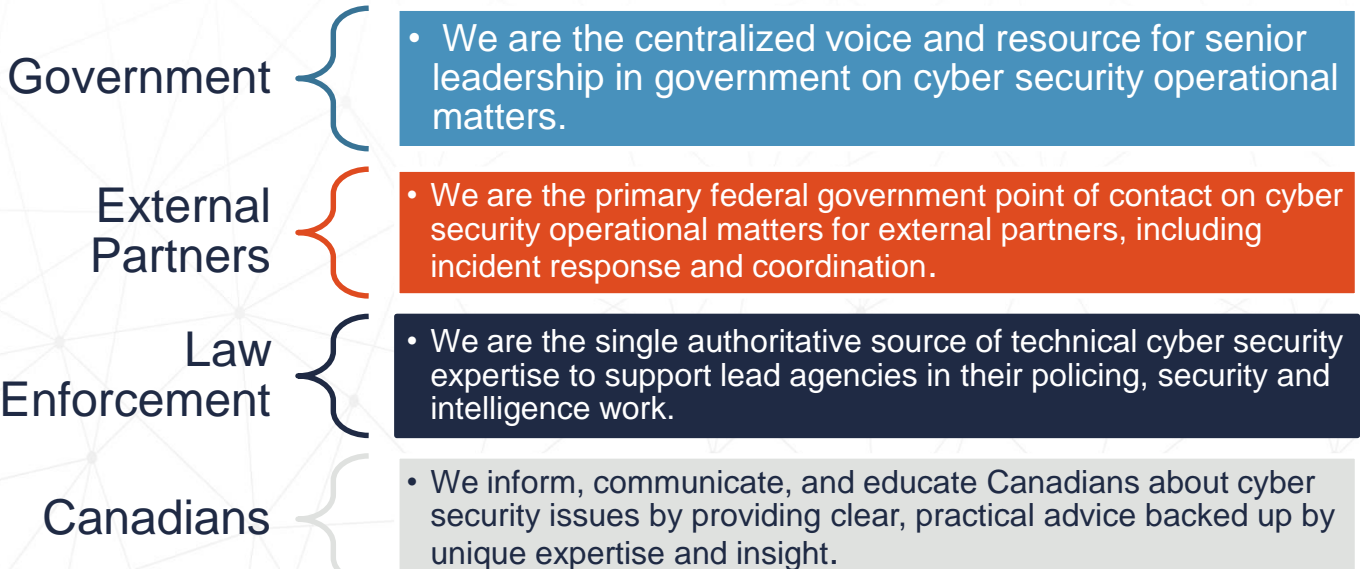 Government
• We are the centralized voice and resource for senior
leadership in government on cyber security operational
matters.
External
Partners
• We are the primary federal government point of contact on cyber
security operational matters for external partners, including
incident response and coordination.
Law
Enforcement
• We are the single authoritative source of technical cyber security
expertise to support lead agencies in their policing, security and
intelligence work.
Canadians
• We inform, communicate, and educate Canadians about cyber
security issues by providing clear, practical advice backed up by
unique expertise and insight.